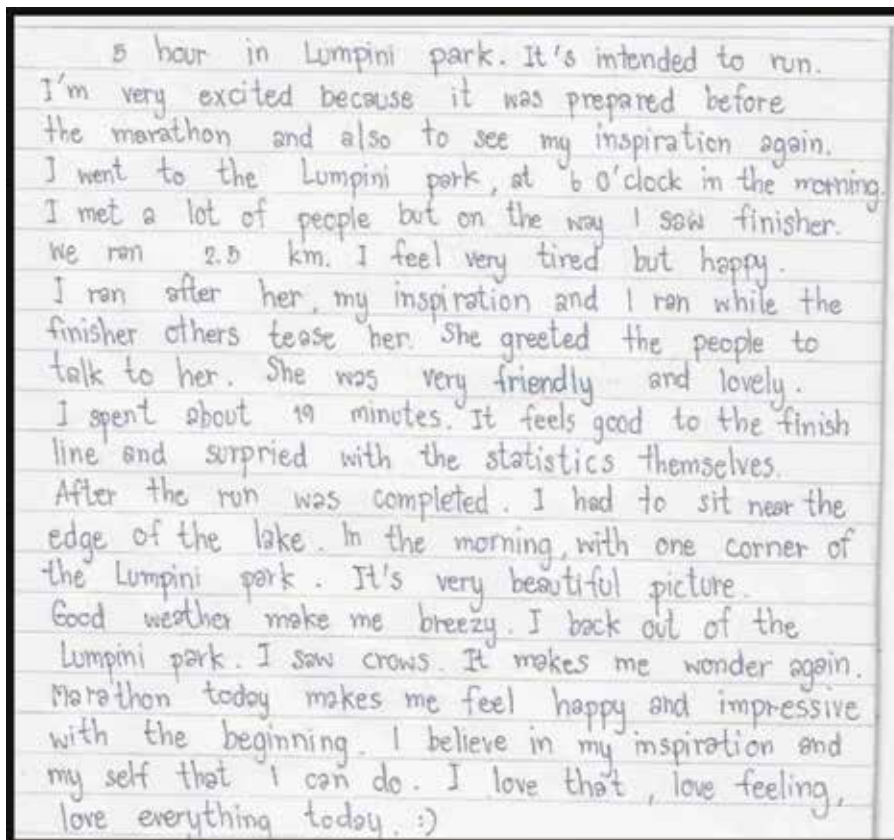 5 hour in Lumpini park. It's intended to run.
I'm very excited because it was prepared before
the marathon and also to see my inspiration again.
I went to the Lumpini park, at 6 O'clock in the morning.
I met a lot of people but on the way I saw finisher.
We ran 2.5 km. I feel very tired but happy.
I ran after her, my inspiration and I ran while the
finisher others tease her. She greeted the people to
talk to her. She was very friendly and lovely.
I spent about 19 minutes. It feels good to the finish
line and surpried with the statistics themselves.
After the run was completed. I had to sit near the
edge of the lake. In the morning, with one corner of
the Lumpini park. It's very beautiful picture.
Good weather make me breezy. I back out of the
Lumpini park. I saw crows. It makes me wonder again.
Marathon today makes me feel happy and impressive
with the beginning. I believe in my inspiration and
my self that I can do. I love that, love feeling,
love everything today. :)